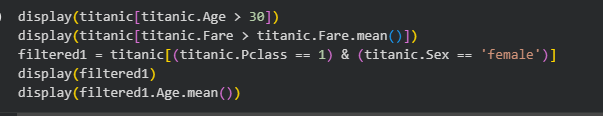 display(titanic[titanic.Age > 30])
display(titanic[titanic.Fare > titanic.Fare.mean()])
filtered1 = titanic[(titanic.Pclass == 1) & (titanic.Sex == 'female')]
display(filtered1)
display(filtered1.Age.mean())